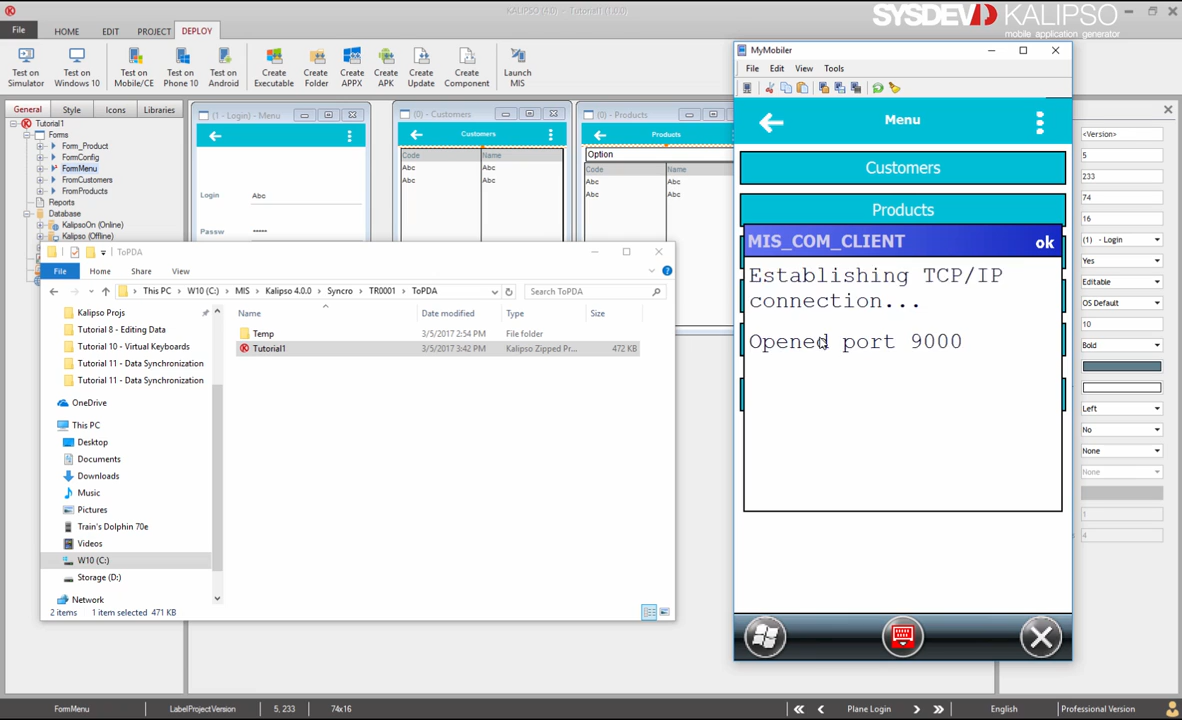 KALIPSO (4.0) - Tutorial1 (1.0.0.0)
SYSDEV KALIPSO
mobile application generator
File
HOME
EDIT
PROJECT
DEPLOY
Test on
Simulator
Test on
Windows 10
Test on
Mobile/CE
Test on
Phone 10
Test on
Android
Create
Executable
Create
Folder
Create
APPX
Create
APK
Create
Update
Create
Component
Launch
MIS
General
Style
Icons
Libraries
Tutorial1
Forms
Form_Product
FormConfig
FormMenu
FormCustomers
FormProducts
Reports
Database
KalipsoOn (Online)
Kalipso (Offline)
(1 - Login) - Menu
Login
Abc
Passw
-----
(0) - Customers
Customers
Code
Name
Abc
Abc
Abc
Abc
(0) - Products
Products
Option
Code
Name
Abc
Abc
Abc
Abc
ToPDA
File
Home
Share
View
This PC
W10 (C:)
MIS
Kalipso 4.0.0
Syncro
TR0001
ToPDA
Search ToPDA
Kalipso Projs
Tutorial 8 - Editing Data
Tutorial 10 - Virtual Keyboards
Tutorial 11 - Data Synchronization
Tutorial 11 - Data Synchronization
OneDrive
This PC
Desktop
Documents
Downloads
Music
Pictures
Train's Dolphin 70e
Videos
W10 (C:)
Storage (D:)
Network
Name
Date modified
Type
Size
Temp
3/5/2017 2:54 PM
File folder
Tutorial1
3/5/2017 3:42 PM
Kalipso Zipped Pr...
472 KB
2 items
1 item selected 471 KB
MyMobiler
File
Edit
View
Tools
Menu
Customers
Products
MIS_COM_CLIENT
ok
Establishing TCP/IP
connection...
Opened port 9000
<Version>
5
233
74
16
(1) - Login
Yes
Editable
OS Default
10
Bold
Left
No
None
None
1
4
FormMenu
LabelProjectVersion
5, 233
74x16
Plane Login
English
Professional Version